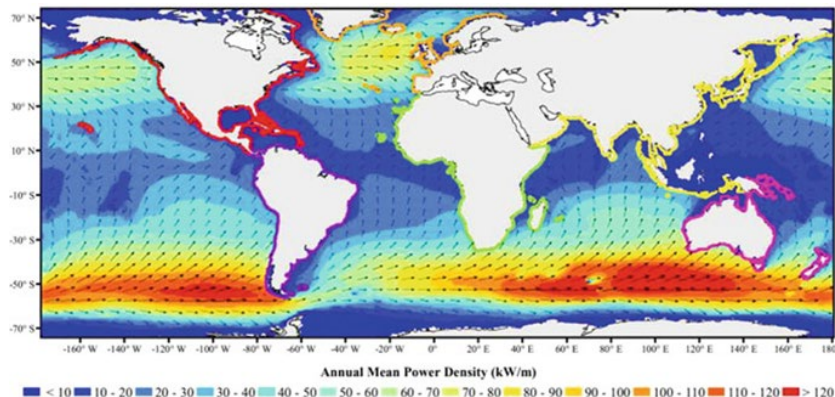 70° N
50° N
30° N
10° N
-10° S
-30° S
-50° S
-70° S
-160° W -140° W -120° W -100° W -80° W -60° W -40° W -20° W 0° 20° E 40° E 60° E 80° E 100° E 120° E 140° E 160° E 180
Annual Mean Power Density (kW/m)
< 10 10 - 20 20 - 30 30 - 40 40 - 50 50 - 60 60 - 70 70 - 80 80 - 90 90 - 100 100 - 110 110 - 120 > 120